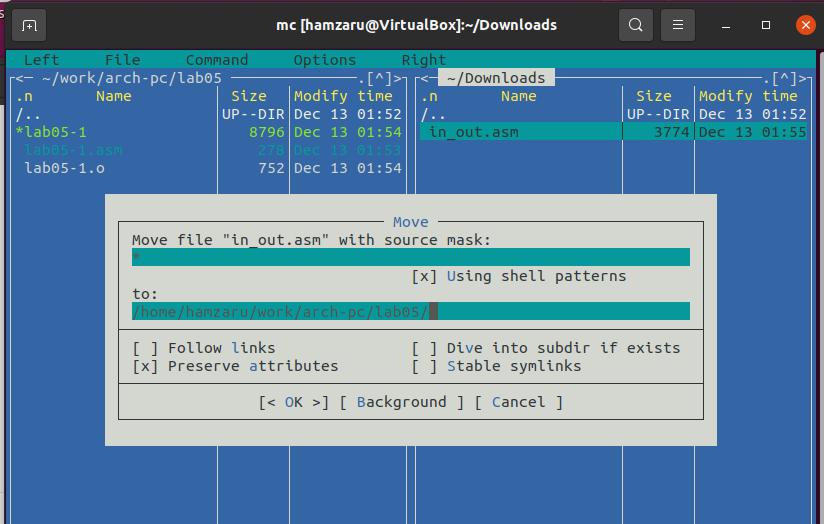 mc [hamzaru@VirtualBox]:~/Downloads
Left File Command Options Right
<─ ~/work/arch-pc/lab05 ─.[^]>
.n Name Size Modify time
/.. UP--DIR Dec 13 01:52
*lab05-1 8796 Dec 13 01:54
lab05-1.asm 278 Dec 13 01:53
lab05-1.o 752 Dec 13 01:54
<─ ~/Downloads ─.[^]>
.n Name Size Modify time
/.. UP--DIR Dec 13 01:52
in_out.asm 3774 Dec 13 01:55
Move
Move file "in_out.asm" with source mask:
*
[x] Using shell patterns
to:
/home/hamzaru/work/arch-pc/lab05/
[ ] Follow links [ ] Dive into subdir if exists
[x] Preserve attributes [ ] Stable symlinks
[< OK >] [ Background ] [ Cancel ]